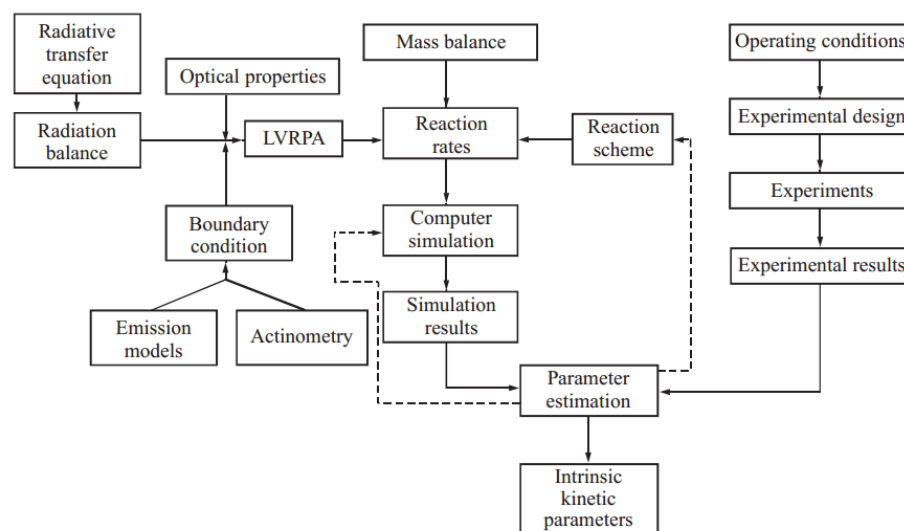 Radiative
transfer
equation
Radiation
balance
Optical properties
LVRPA
Boundary
condition
Emission
models
Actinometry
Mass balance
Reaction
rates
Reaction
scheme
Computer
simulation
Simulation
results
Parameter
estimation
Intrinsic
kinetic
parameters
Operating conditions
Experimental design
Experiments
Experimental results